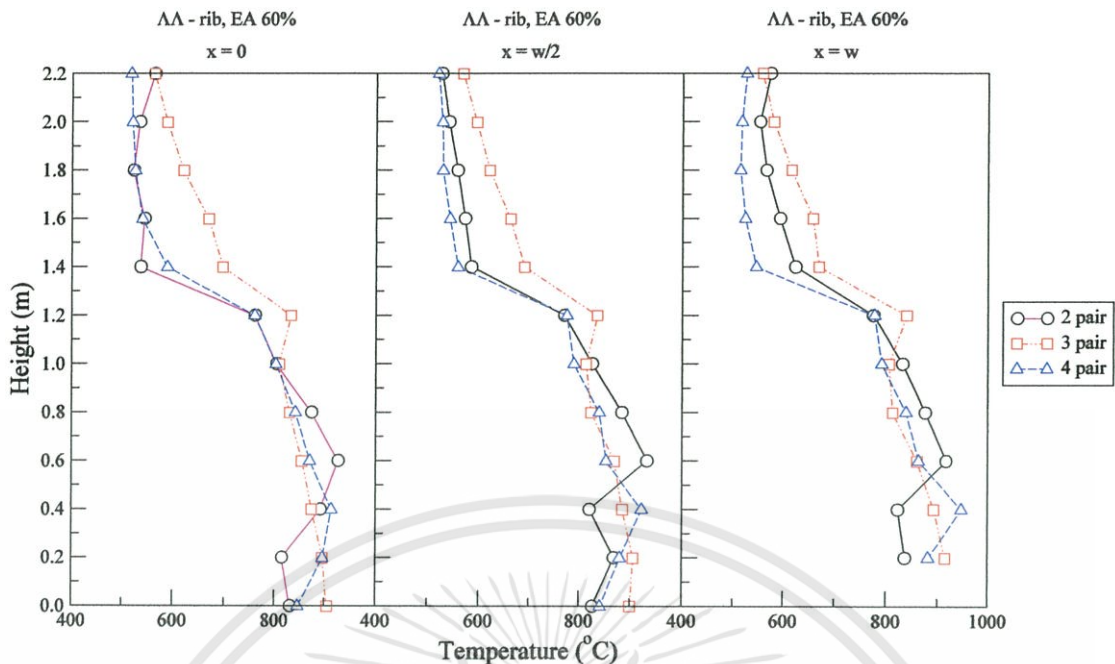 ΛΛ - rib, EA 60%
x = 0
ΛΛ - rib, EA 60%
x = w/2
ΛΛ - rib, EA 60%
x = w
2.2
2.0
1.8
1.6
1.4
1.2
1.0
0.8
0.6
0.4
0.2
0.0
Height (m)
400
600
800
400
600
800
400
600
800
1000
Temperature (°C)
2 pair
3 pair
4 pair